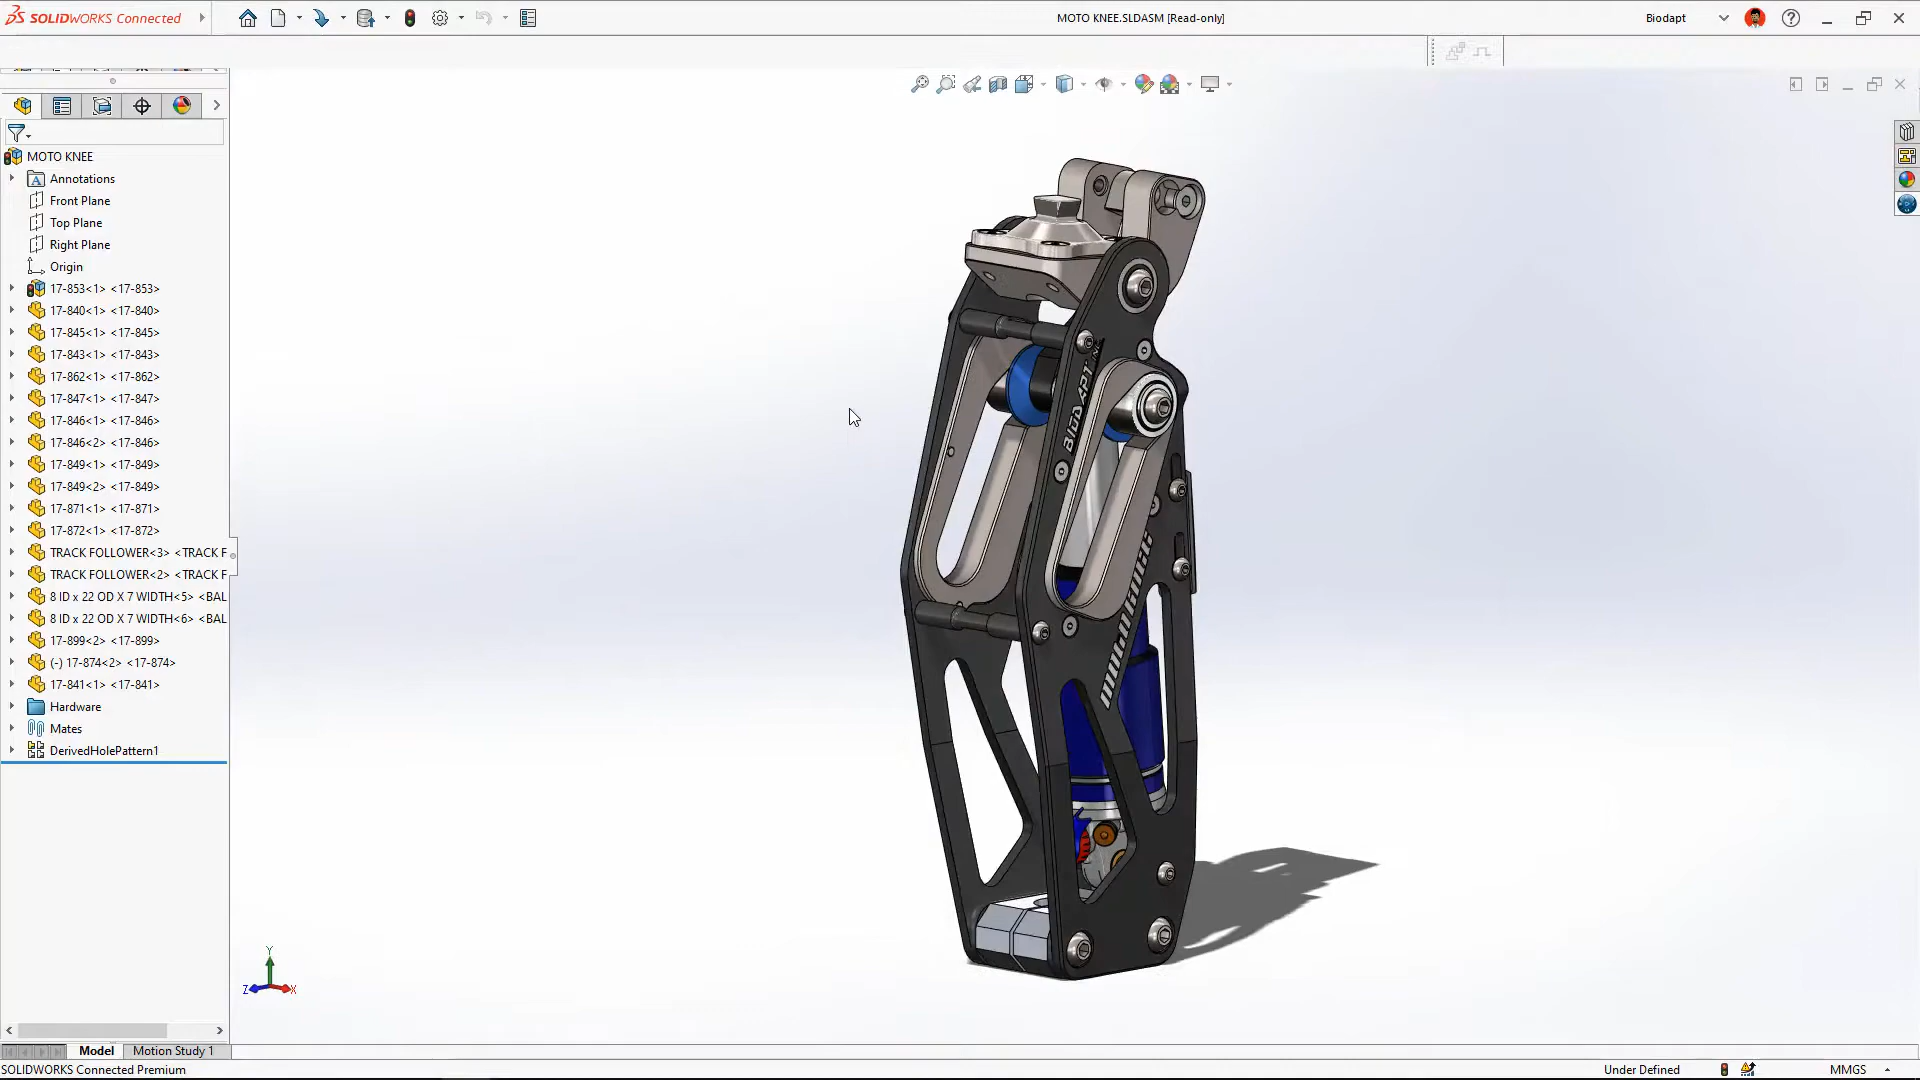 SOLIDWORKS Connected
MOTO KNEE.SLDASM [Read-only]
Biodapt
MOTO KNEE
Annotations
Front Plane
Top Plane
Right Plane
Origin
17-853<1> <17-853>
17-840<1> <17-840>
17-845<1> <17-845>
17-843<1> <17-843>
17-862<1> <17-862>
17-847<1> <17-847>
17-846<1> <17-846>
17-846<2> <17-846>
17-849<1> <17-849>
17-849<2> <17-849>
17-871<1> <17-871>
17-872<1> <17-872>
TRACK FOLLOWER<3> <TRACK F
TRACK FOLLOWER<2> <TRACK F
8 ID x 22 OD X 7 WIDTH<5> <BAL
8 ID x 22 OD X 7 WIDTH<6> <BAL
17-899<2> <17-899>
(-) 17-874<2> <17-874>
17-841<1> <17-841>
Hardware
Mates
DerivedHolePattern1
BIODAPT INC
Y
Z
X
Model
Motion Study 1
SOLIDWORKS Connected Premium
Under Defined
MMGS